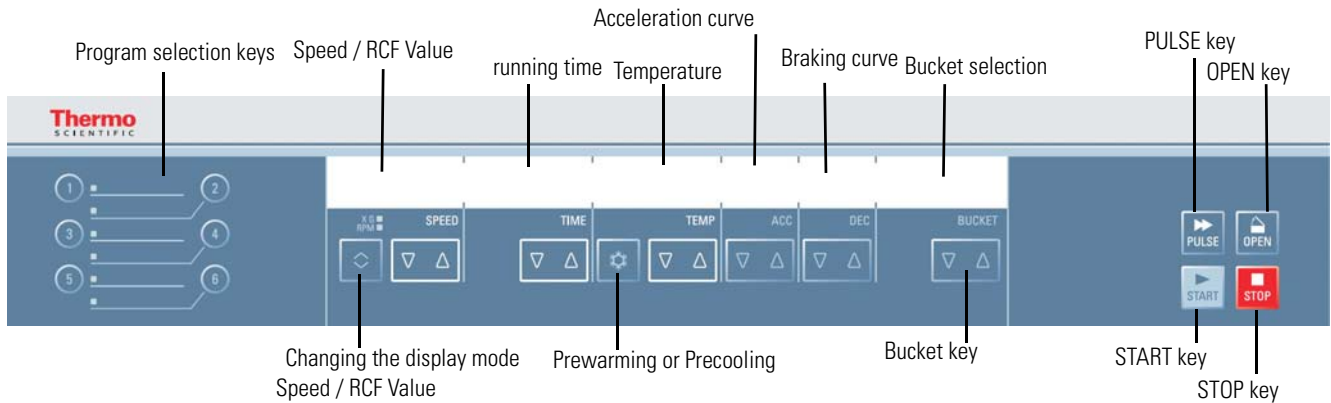 Acceleration curve
Program selection keys
Speed / RCF Value
running time
Temperature
Braking curve
Bucket selection
PULSE key
OPEN key
Thermo
SCIENTIFIC
1
2
3
4
5
6
X G
RPM
SPEED
TIME
TEMP
ACC
DEC
BUCKET
PULSE
OPEN
START
STOP
Changing the display mode
Speed / RCF Value
Prewarming or Precooling
Bucket key
START key
STOP key